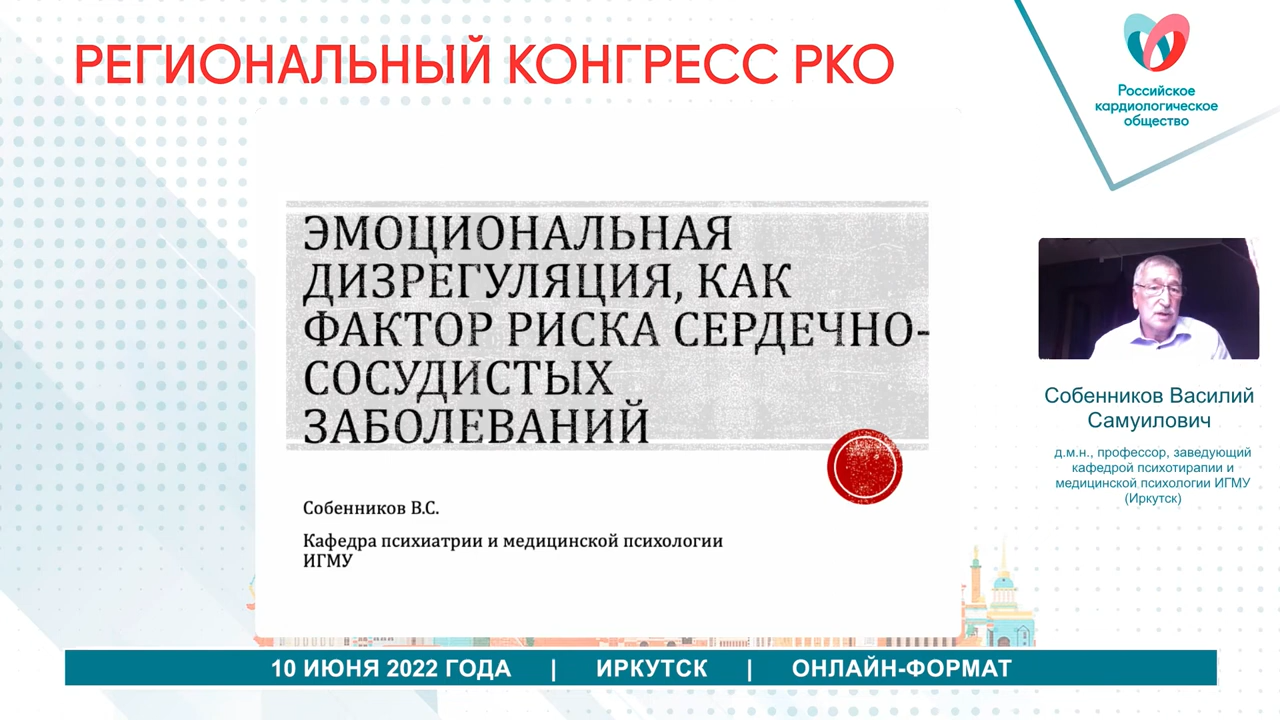 РЕГИОНАЛЬНЫЙ КОНГРЕСС РКО
Российское
кардиологическое
общество
ЭМОЦИОНАЛЬНАЯ
ДИЗРЕГУЛЯЦИЯ, КАК
ФАКТОР РИСКА СЕРДЕЧНО-
СОСУДИСТЫХ
ЗАБОЛЕВАНИЙ
Собенников В.С.
Кафедра психиатрии и медицинской психологии
ИГМУ
Собенников Василий
Самуилович
д.м.н., профессор, заведующий
кафедрой психотирапии и
медицинской психологии ИГМУ
(Иркутск)
10 ИЮНЯ 2022 ГОДА | ИРКУТСК | ОНЛАЙН-ФОРМАТ